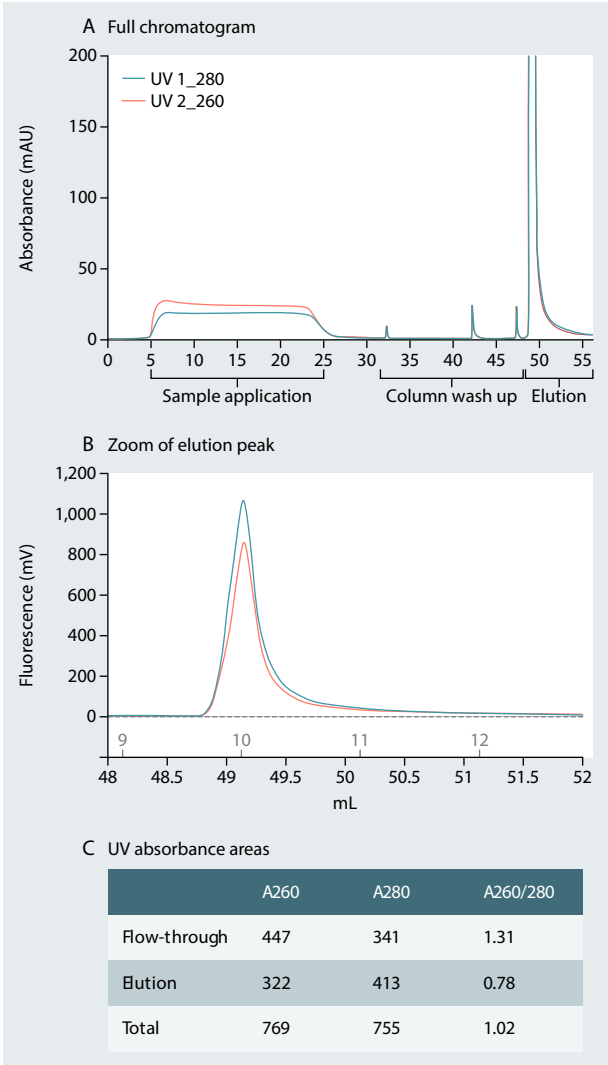 A Full chromatogram
200
150
100
50
0
Absorbance (mAU)
UV 1_280
UV 2_260
0 5 10 15 20 25 30 35 40 45 50 55
Sample application Column wash up Elution
B Zoom of elution peak
1,200
1,000
800
600
400
200
0
Fluorescence (mV)
9 10 11 12
48 48.5 49 49.5 50 50.5 51 51.5 52
mL
C UV absorbance areas
A260 A280 A260/280
Flow-through 447 341 1.31
Elution 322 413 0.78
Total 769 755 1.02